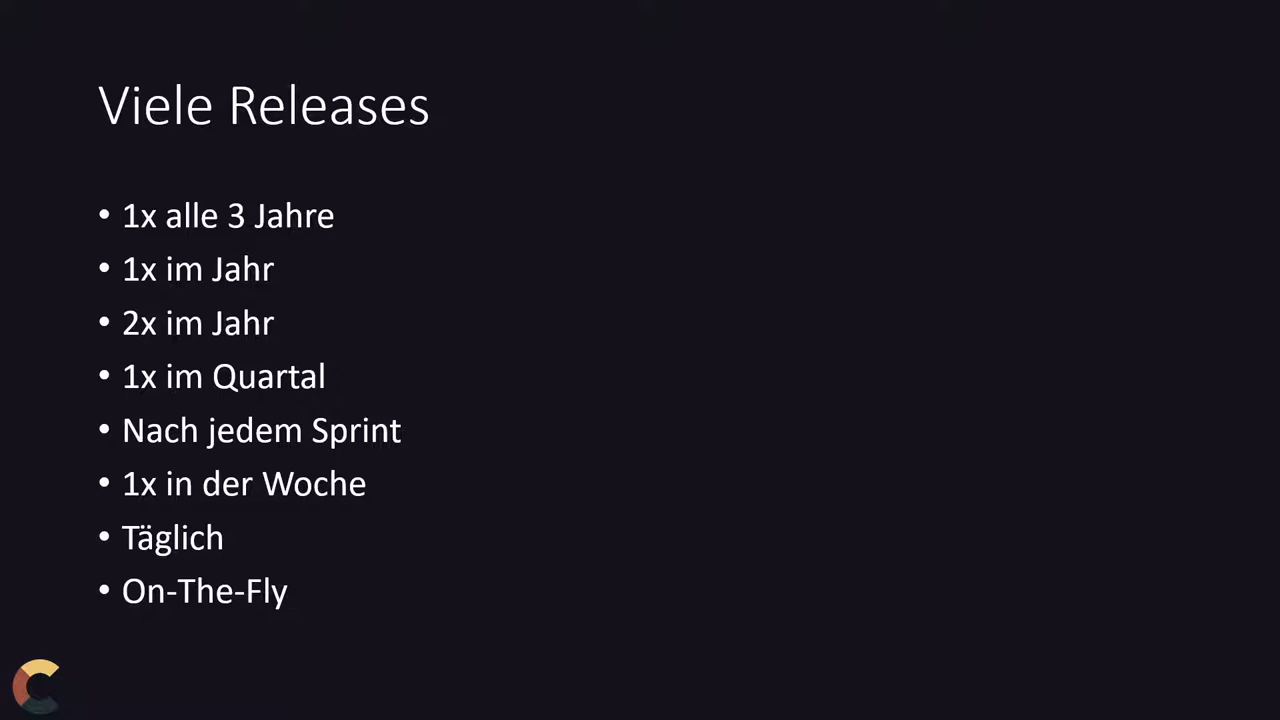 Viele Releases
• 1x alle 3 Jahre
• 1x im Jahr
• 2x im Jahr
• 1x im Quartal
• Nach jedem Sprint
• 1x in der Woche
• Täglich
• On-The-Fly